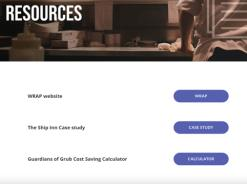 RESOURCES
WRAP website
WRAP
The Ship Inn Case study
CASE STUDY
Guardians of Grub Cost Saving Calculator
CALCULATOR